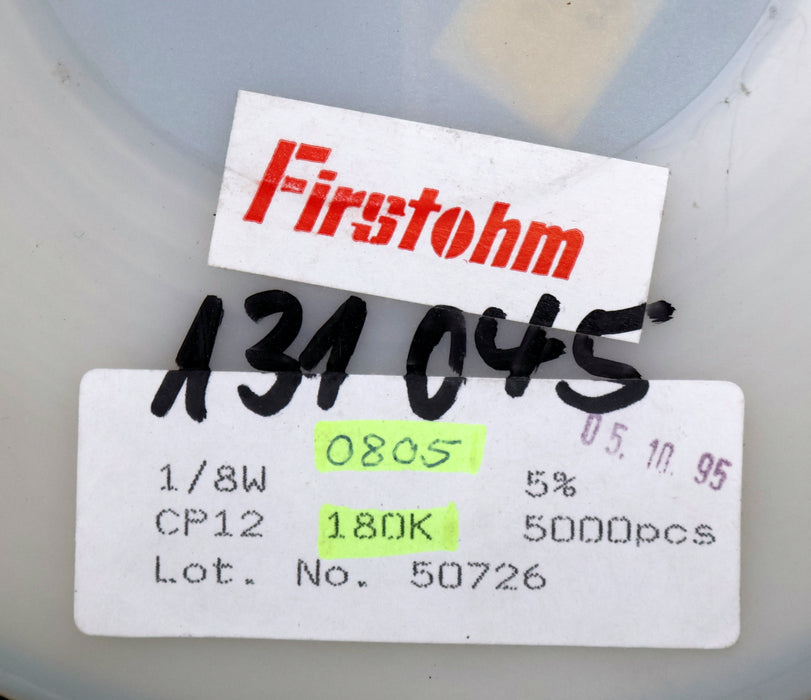 Firstohm
131 045
0805
05.10.95
1/8W 5%
CP12 180K 5000pcs
Lot. No. 50726